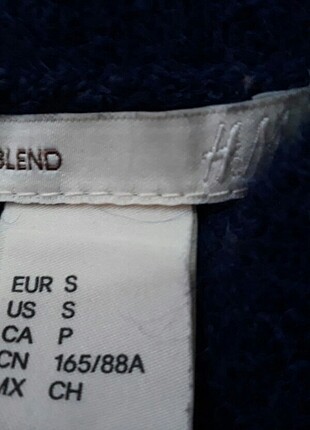 BLEND H&M
EUR S
US S
CA P
CN 165/88A
MX CH